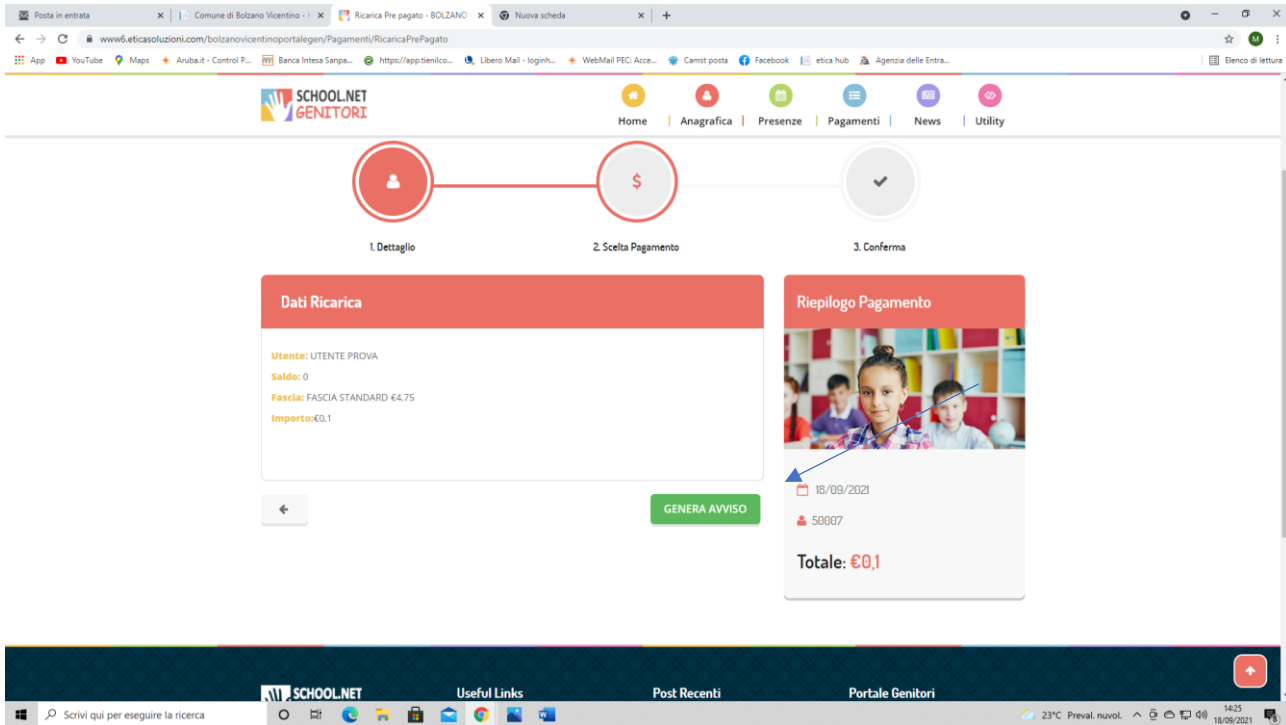 Posta in entrata
Comune di Bolzano Vicentino - H
Ricarica Pre pagato - BOLZANO V
Nuova scheda
www6.eticasoluzioni.com/bolzanovicentinoportalegen/Pagamenti/RicaricaPrePagato
M
App YouTube Maps Aruba.it - Control P... Banca Intesa Sanpa... https://app.tienilco... Libero Mail - loginh... WebMail PEC: Acce... Camst posta Facebook etica hub Agenzia delle Entra... Elenco di lettura
SCHOOL.NET
GENITORI
Home Anagrafica Presenze Pagamenti News Utility
$
1. Dettaglio
2. Scelta Pagamento
3. Conferma
Dati Ricarica
Utente: UTENTE PROVA
Saldo: 0
Fascia: FASCIA STANDARD €4,75
Importo:€0,1
GENERA AVVISO
Riepilogo Pagamento
18/09/2021
50007
Totale: €0,1
SCHOOL.NET
Useful Links
Post Recenti
Portale Genitori
Scrivi qui per eseguire la ricerca
23°C Preval. nuvol.
14:25
18/09/2021